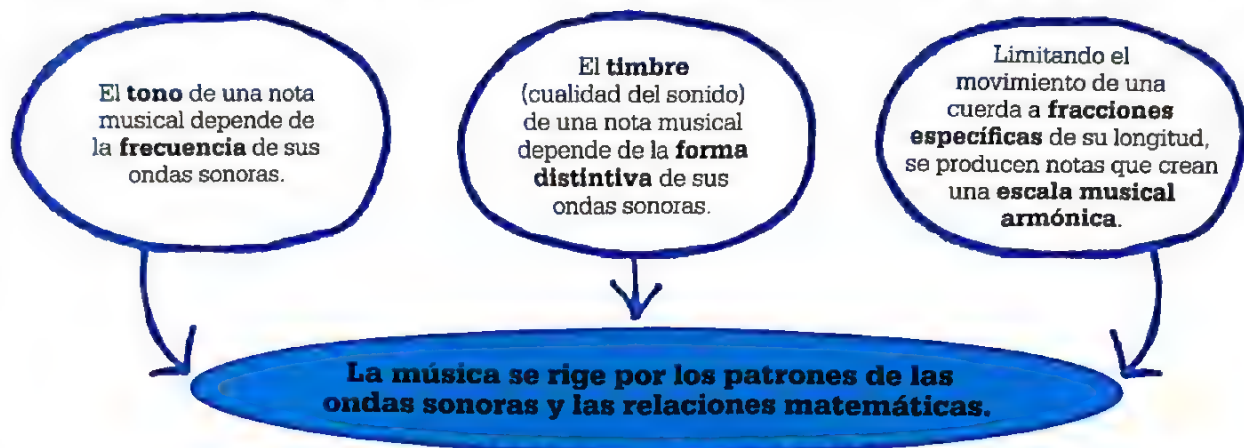 El tono de una nota
musical depende de
la frecuencia de sus
ondas sonoras.
El timbre
(cualidad del sonido)
de una nota musical
depende de la forma
distintiva de sus
ondas sonoras.
Limitando el
movimiento de una
cuerda a fracciones
específicas de su longitud,
se producen notas que crean
una escala musical
armónica.
La música se rige por los patrones de las
ondas sonoras y las relaciones matemáticas.